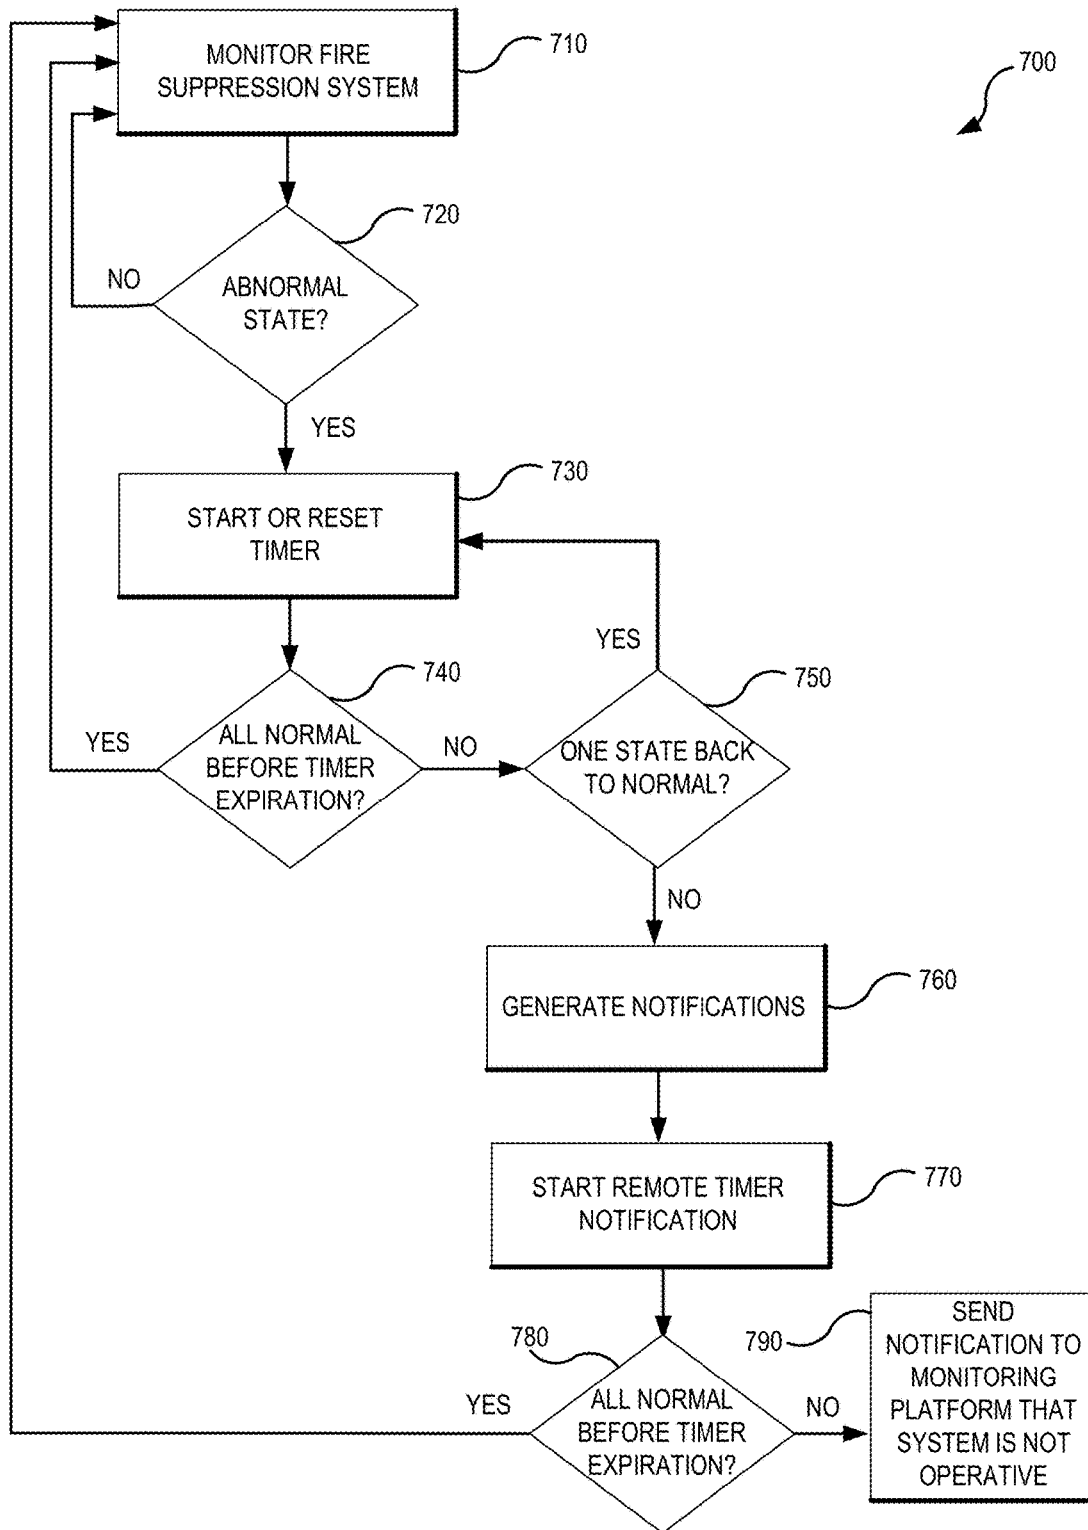 MONITOR FIRE
SUPPRESSION SYSTEM
710
700
720
NO
ABNORMAL
STATE?
YES
730
START OR RESET
TIMER
YES
740
750
YES
ALL NORMAL
BEFORE TIMER
EXPIRATION?
NO
ONE STATE BACK
TO NORMAL?
NO
760
GENERATE NOTIFICATIONS
770
START REMOTE TIMER
NOTIFICATION
780
790
YES
ALL NORMAL
BEFORE TIMER
EXPIRATION?
NO
SEND
NOTIFICATION TO
MONITORING
PLATFORM THAT
SYSTEM IS NOT
OPERATIVE